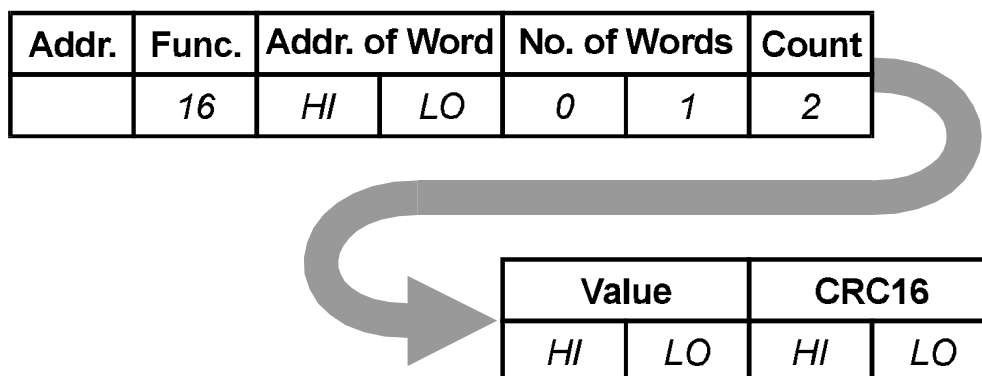 Addr. Func. Addr. of Word No. of Words Count
16 HI LO 0 1 2
Value CRC16
HI LO HI LO